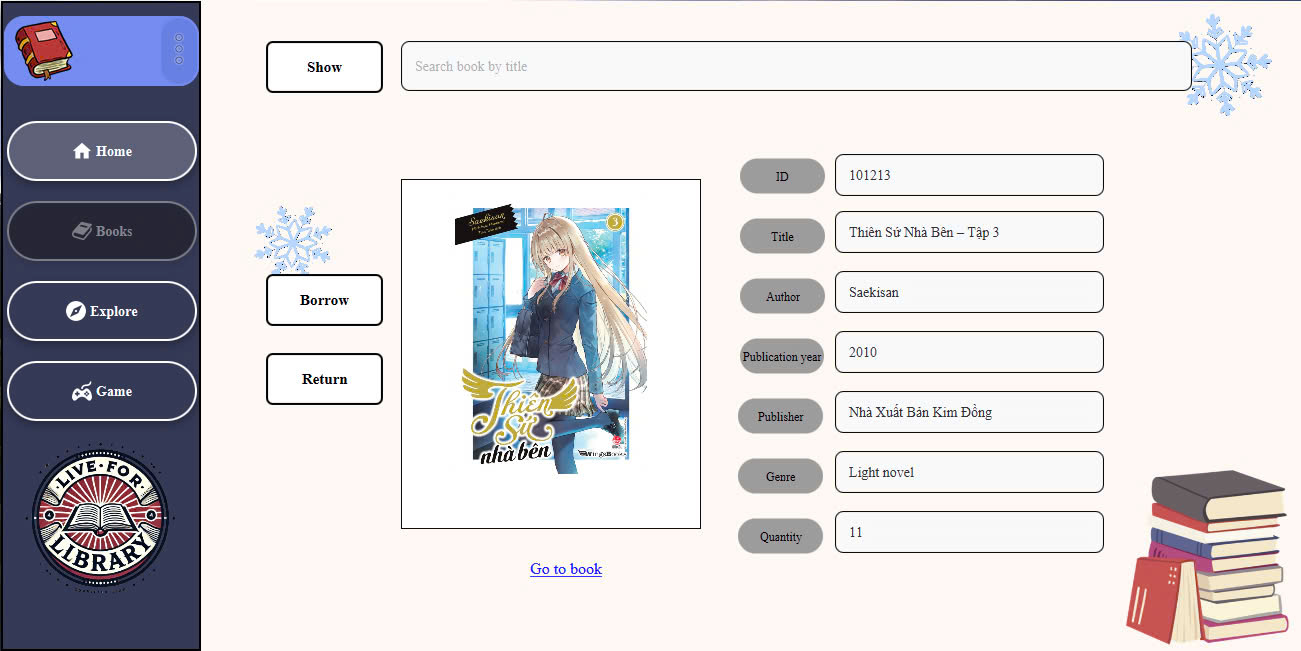 Show
Search book by title
Home
Books
Explore
Game
LIVE·FOR
LIBRARY
Borrow
Return
Saekisan
3
Thiên
Sứ
nhà bên
WingsBooks
Go to book
ID
101213
Title
Thiên Sứ Nhà Bên – Tập 3
Author
Saekisan
Publication year
2010
Publisher
Nhà Xuất Bản Kim Đồng
Genre
Light novel
Quantity
11